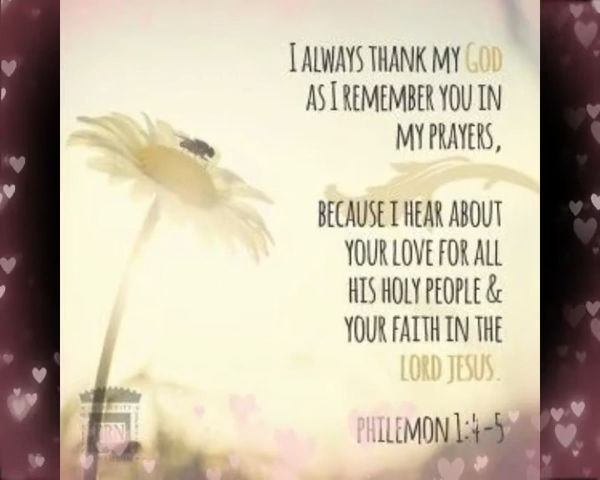 I ALWAYS THANK MY GOD
AS I REMEMBER YOU IN
MY PRAYERS,
BECAUSE I HEAR ABOUT
YOUR LOVE FOR ALL
HIS HOLY PEOPLE &
YOUR FAITH IN THE
LORD JESUS.
PHILEMON 1:4-5